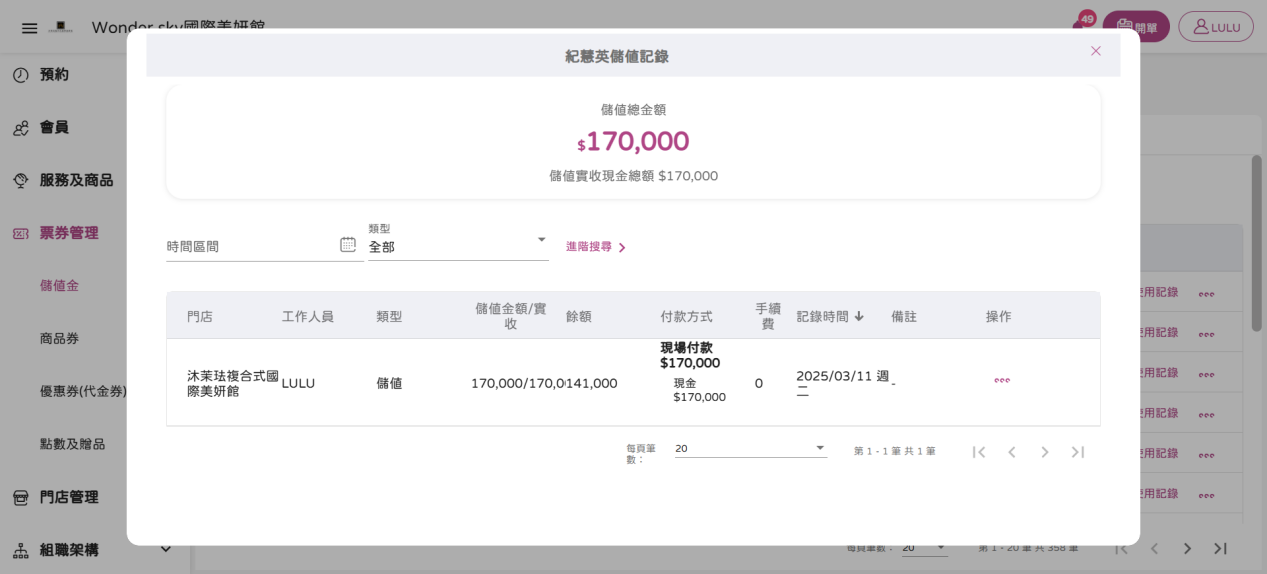 Wonder sky國際美妍館
49
開單
LULU
預約
會員
服務及商品
票券管理
儲值金
商品券
優惠券(代金券)
點數及贈品
門店管理
組職架構
紀慧英儲值記錄
儲值總金額
$170,000
儲值實收現金總額 $170,000
時間區間
類型
全部
進階搜尋
門店 工作人員 類型 儲值金額/實收 餘額 付款方式 手續費 記錄時間 備註 操作
沐茉琺複合式國際美妍館 LULU 儲值 170,000/170,0 141,000 現場付款 $170,000 現金 $170,000 0 2025/03/11 週二 -
每頁筆數： 20 第 1 - 1 筆 共 1 筆
使用記錄
使用記錄
使用記錄
使用記錄
使用記錄
使用記錄
每頁筆數： 20 第 1 - 20 筆 共 358 筆